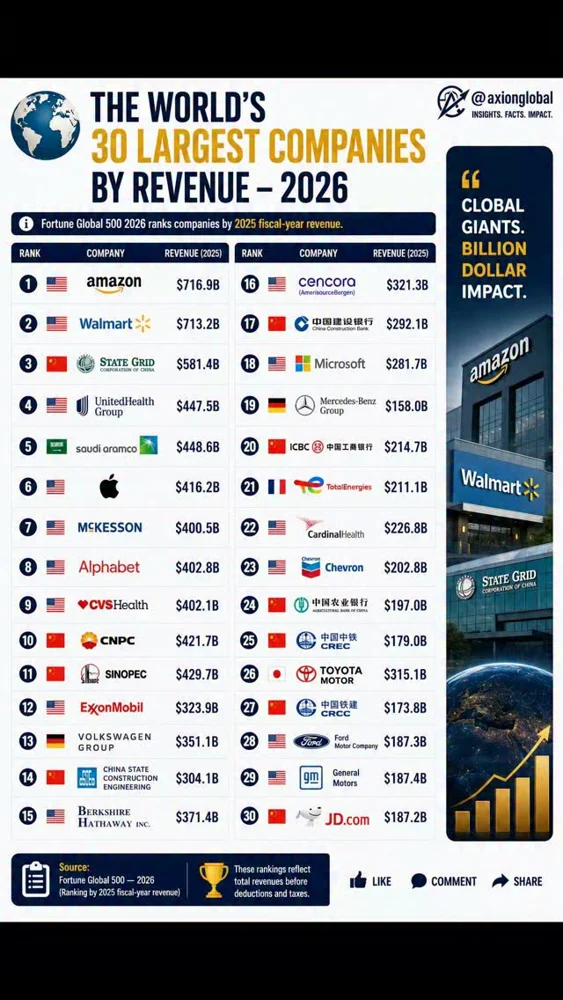 THE WORLD'S
30 LARGEST COMPANIES
BY REVENUE – 2026
@axionglobal
INSIGHTS. FACTS. IMPACT.
i Fortune Global 500 2026 ranks companies by 2025 fiscal-year revenue.
RANK COMPANY REVENUE (2025)
1 amazon $716.9B
2 Walmart $713.2B
3 STATE GRID CORPORATION OF CHINA $581.4B
4 UnitedHealth Group $447.5B
5 saudi aramco $448.6B
6 $416.2B
7 MCKESSON $400.5B
8 Alphabet $402.8B
9 CVSHealth $402.1B
10 CNPC $421.7B
11 SINOPEC $429.7B
12 ExxonMobil $323.9B
13 VOLKSWAGEN GROUP $351.1B
14 CHINA STATE CONSTRUCTION ENGINEERING $304.1B
15 BERKSHIRE HATHAWAY INC. $371.4B
RANK COMPANY REVENUE (2025)
16 cencora (AmerisourceBergen) $321.3B
17 中国建设银行 China Construction Bank $292.1B
18 Microsoft $281.7B
19 Mercedes-Benz Group $158.0B
20 ICBC 中国工商银行 $214.7B
21 TotalEnergies $211.1B
22 CardinalHealth $226.8B
23 Chevron Chevron $202.8B
24 中国农业银行 AGRICULTURAL BANK OF CHINA $197.0B
25 中国中铁 CREC $179.0B
26 TOYOTA MOTOR $315.1B
27 中国铁建 CRCC $173.8B
28 Ford Ford Motor Company $187.3B
29 gm General Motors $187.4B
30 JD.com $187.2B
“
GLOBAL
GIANTS.
BILLION
DOLLAR
IMPACT.
amazon
Walmart
STATE GRID
CORPORATION OF CHINA
Source:
Fortune Global 500 — 2026
(Ranking by 2025 fiscal-year revenue)
These rankings reflect
total revenues before
deductions and taxes.
LIKE COMMENT SHARE